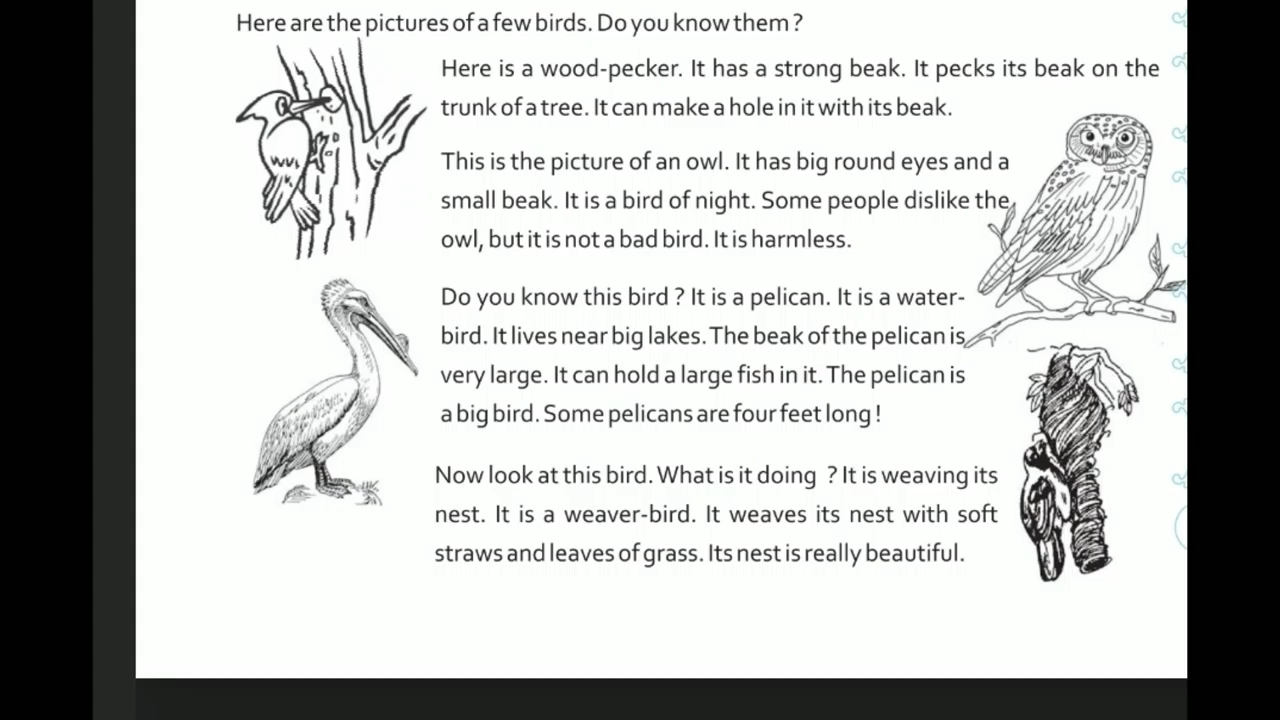 Here are the pictures of a few birds. Do you know them ?
Here is a wood-pecker. It has a strong beak. It pecks its beak on the
trunk of a tree. It can make a hole in it with its beak.
This is the picture of an owl. It has big round eyes and a
small beak. It is a bird of night. Some people dislike the
owl, but it is not a bad bird. It is harmless.
Do you know this bird ? It is a pelican. It is a water-
bird. It lives near big lakes. The beak of the pelican is
very large. It can hold a large fish in it. The pelican is
a big bird. Some pelicans are four feet long !
Now look at this bird. What is it doing ? It is weaving its
nest. It is a weaver-bird. It weaves its nest with soft
straws and leaves of grass. Its nest is really beautiful.